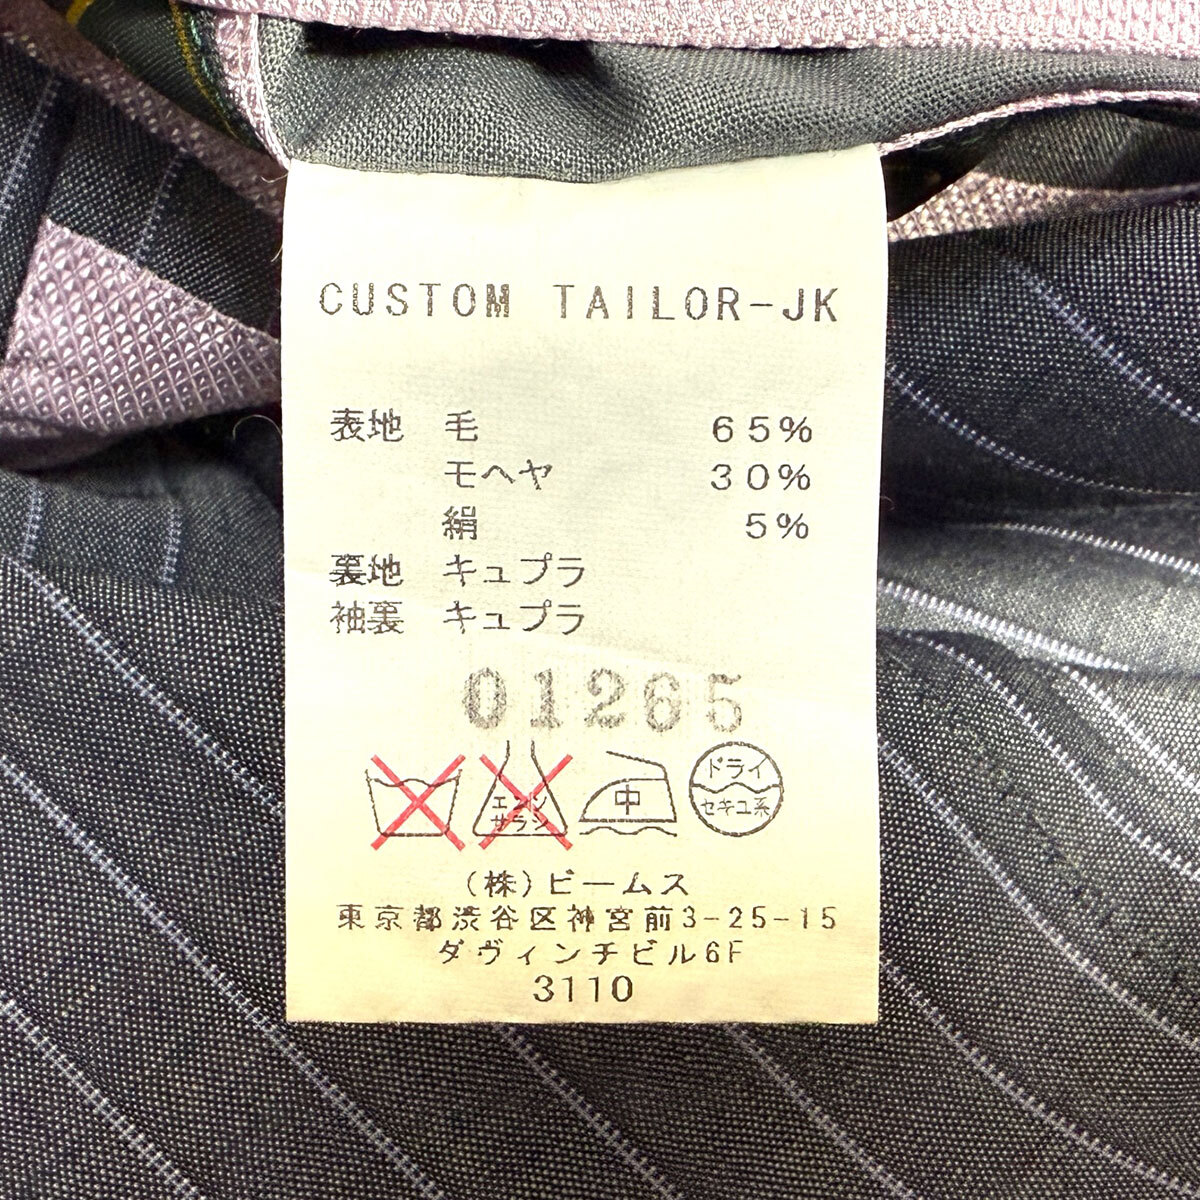 CUSTOM TAILOR-JK
表地 毛 65%
モヘヤ 30%
絹 5%
裏地 キュプラ
袖裏 キュプラ
01265
エンソ
サラシ
中
ドライ
セキユ系
(株)ビームス
東京都渋谷区神宮前3-25-15
ダヴィンチビル6F
3110